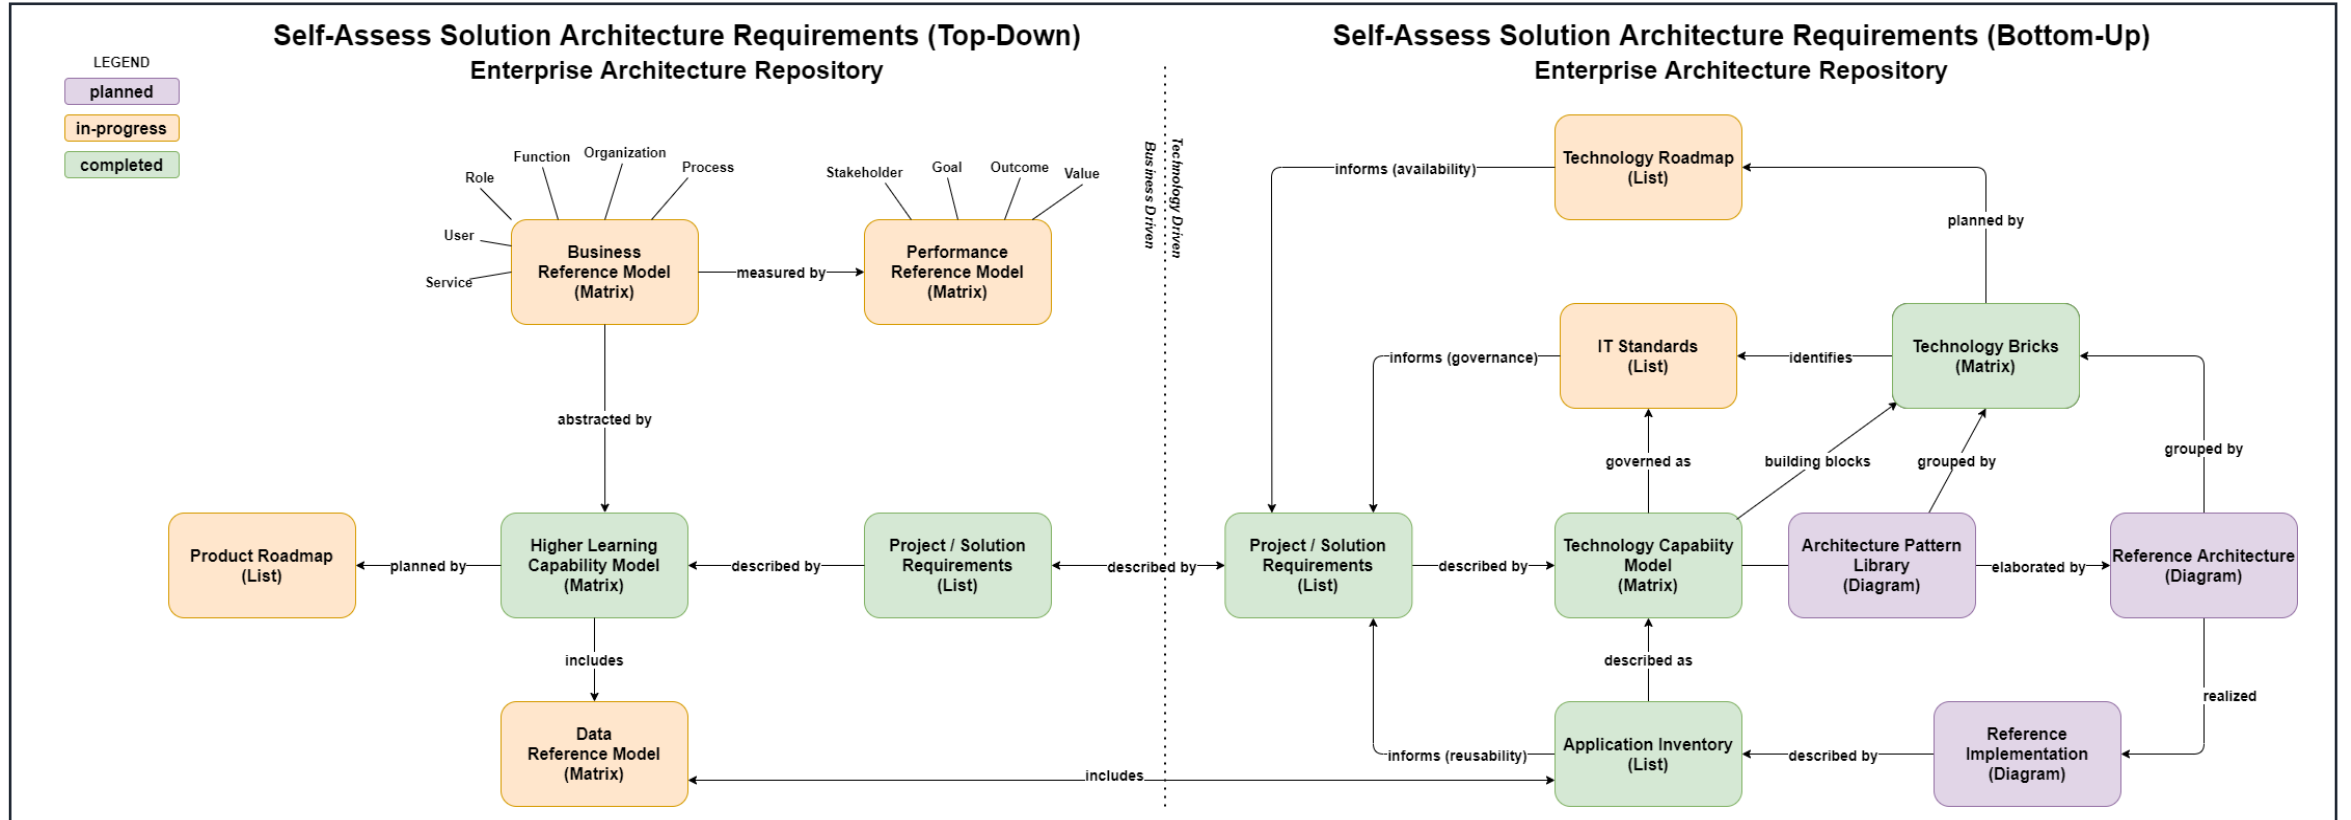 Self-Assess Solution Architecture Requirements (Top-Down)
Enterprise Architecture Repository
Self-Assess Solution Architecture Requirements (Bottom-Up)
Enterprise Architecture Repository
LEGEND
planned
in-progress
completed
Business Driven
Technology Driven
Service
User
Role
Function
Organization
Process
Stakeholder
Goal
Outcome
Value
Business
Reference Model
(Matrix)
measured by
Performance
Reference Model
(Matrix)
abstracted by
Product Roadmap
(List)
planned by
Higher Learning
Capability Model
(Matrix)
described by
Project / Solution
Requirements
(List)
described by
includes
Data
Reference Model
(Matrix)
includes
Technology Roadmap
(List)
informs (availability)
planned by
IT Standards
(List)
informs (governance)
identifies
Technology Bricks
(Matrix)
governed as
building blocks
grouped by
grouped by
Project / Solution
Requirements
(List)
described by
Technology Capabiity
Model
(Matrix)
Architecture Pattern
Library
(Diagram)
elaborated by
Reference Architecture
(Diagram)
described as
realized
informs (reusability)
Application Inventory
(List)
described by
Reference
Implementation
(Diagram)